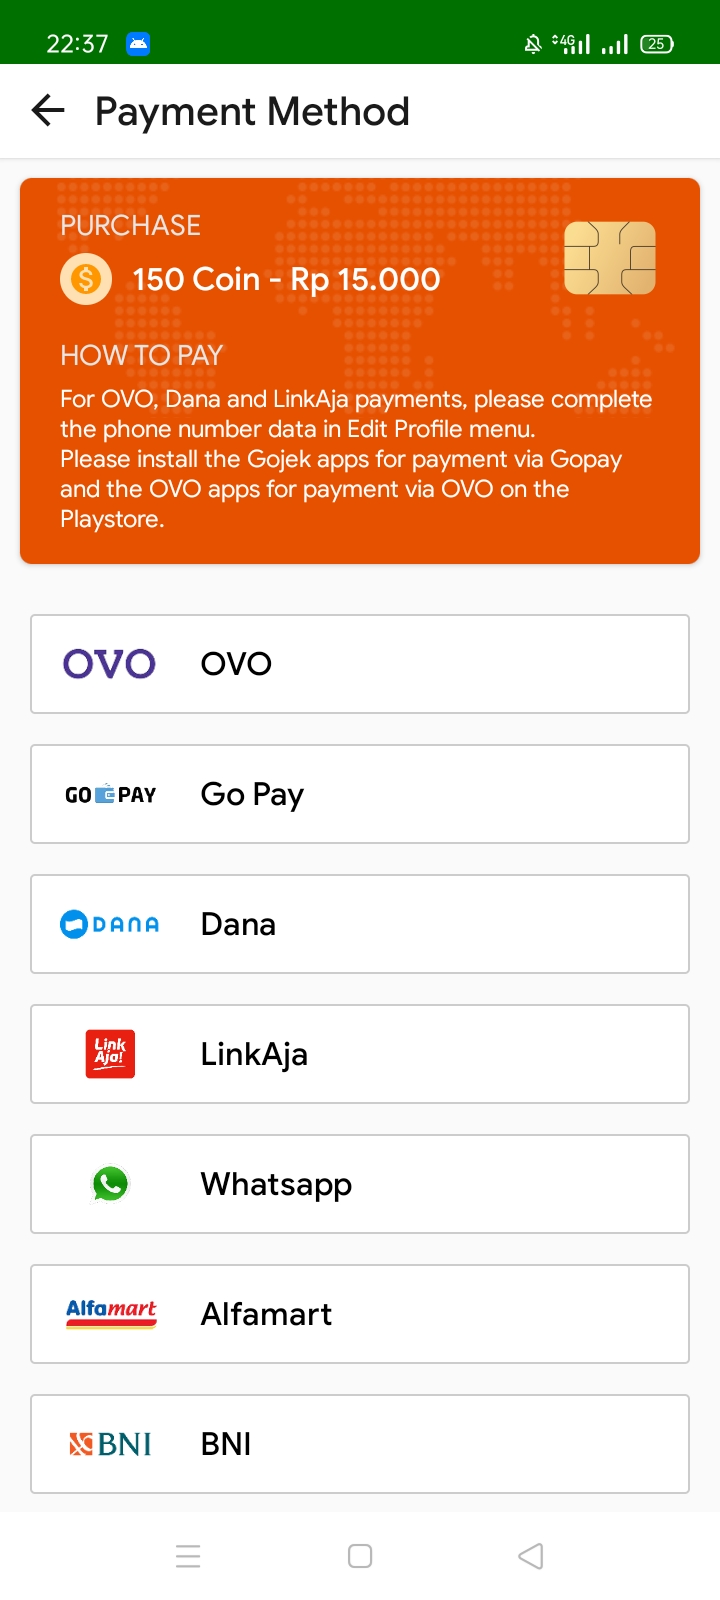 22:37
4G
25
Payment Method
PURCHASE
150 Coin - Rp 15.000
HOW TO PAY
For OVO, Dana and LinkAja payments, please complete
the phone number data in Edit Profile menu.
Please install the Gojek apps for payment via Gopay
and the OVO apps for payment via OVO on the
Playstore.
OVO OVO
GO PAY Go Pay
DANA Dana
Link
Aja!
LinkAja
Whatsapp
Alfamart Alfamart
BNI BNI